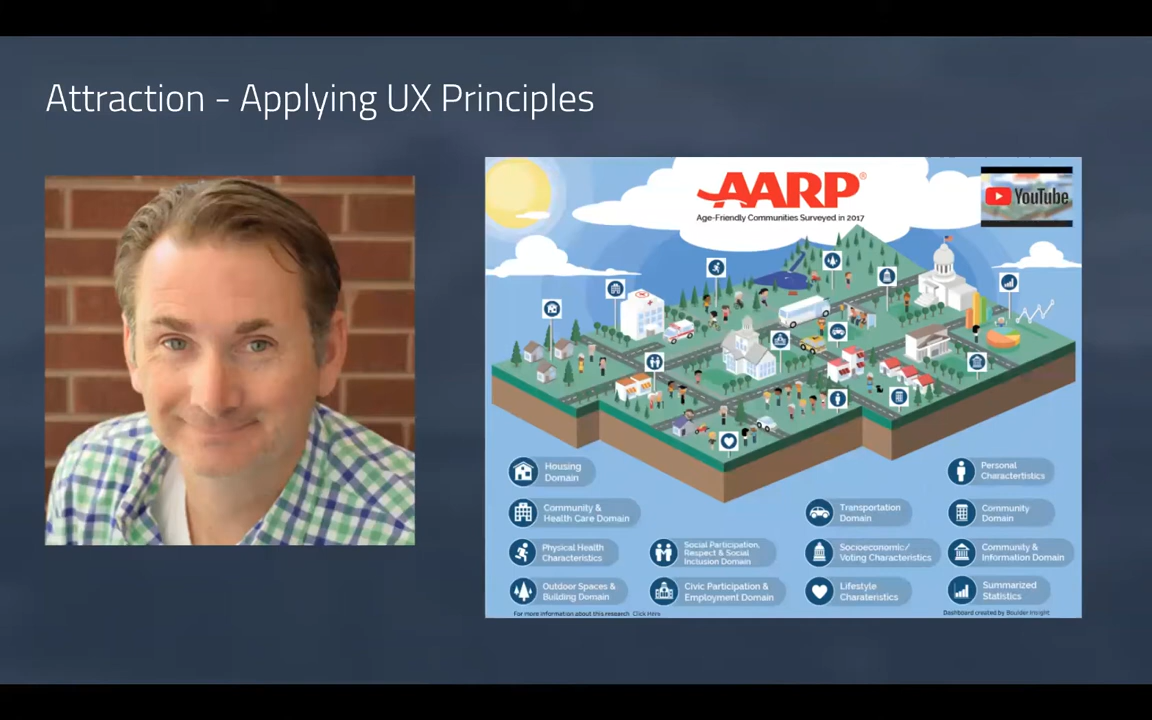 Attraction - Applying UX Principles
AARP®
Age-Friendly Communities Surveyed in 2017
YouTube
Housing
Domain
Community &
Health Care Domain
Physical Health
Characteristics
Outdoor Spaces &
Building Domain
Social Participation,
Respect & Social
Inclusion Domain
Civic Participation &
Employment Domain
Transportation
Domain
Socioeconomic/
Voting Characteristics
Lifestyle
Charateristics
Personal
Charactertistics
Community
Domain
Community &
Information Domain
Summarized
Statistics
For more information about this research Click Here
Dashboard created by Boulder Insight